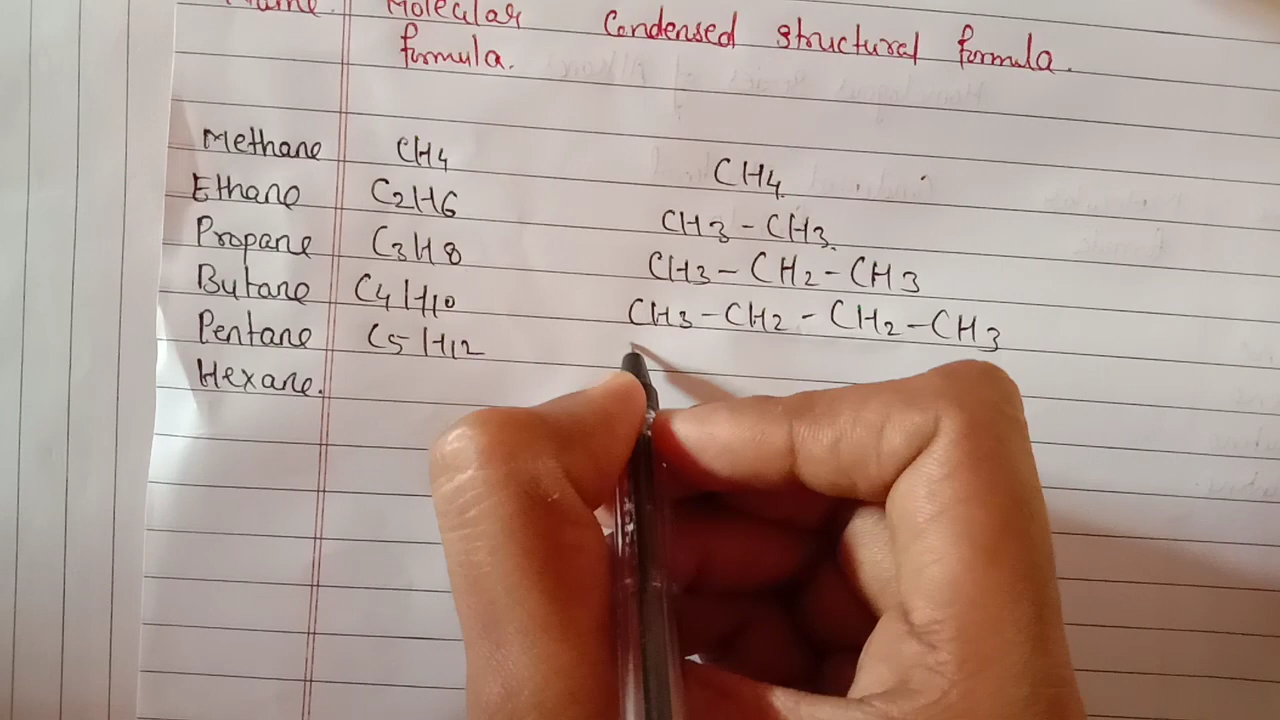 Name. Molecular formula. Condensed structural formula.
Methane CH4 CH4
Ethane C2H6 CH3-CH3.
Propane C3H8 CH3-CH2-CH3
Butane C4H10 CH3-CH2-CH2-CH3
Pentane C5H12
Hexane.